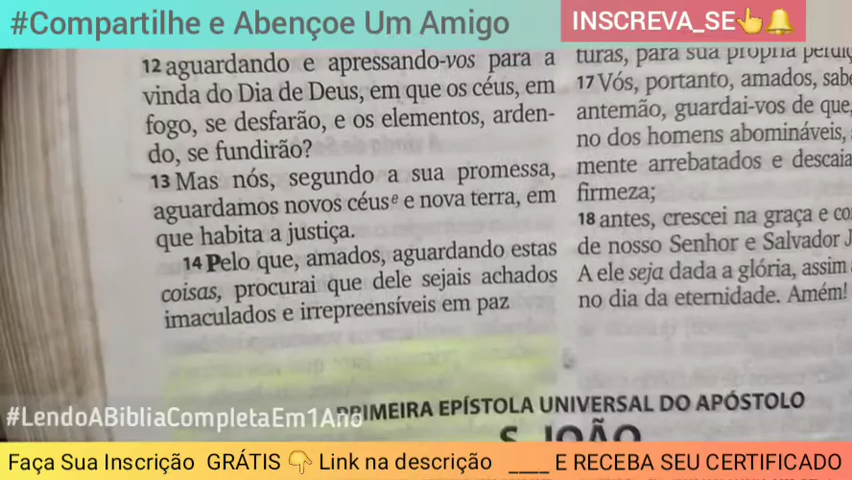 #Compartilhe e Abençoe Um Amigo
INSCREVA_SE👆🔔
12 aguardando e apressando-vos para a
vinda do Dia de Deus, em que os céus, em
fogo, se desfarão, e os elementos, arden-
do, se fundirão?
13 Mas nós, segundo a sua promessa,
aguardamos novos céusᵉ e nova terra, em
que habita a justiça.
14 Pelo que, amados, aguardando estas
coisas, procurai que dele sejais achados
imaculados e irrepreensíveis em paz
turas, para sua própria
17 Vós, portanto, amados,
antemão, guardai-vos de que,
no dos homens abomináveis,
mente arrebatados e descaia
firmeza;
18 antes, crescei na graça e
de nosso Senhor e Salvador J
A ele seja dada a glória, assim
no dia da eternidade. Amém!
PRIMEIRA EPÍSTOLA UNIVERSAL DO APÓSTOLO
S. JOÃO
#LendoABibliaCompletaEm1Ano
Faça Sua Inscrição GRÁTIS 👇 Link na descrição ____ E RECEBA SEU CERTIFICADO